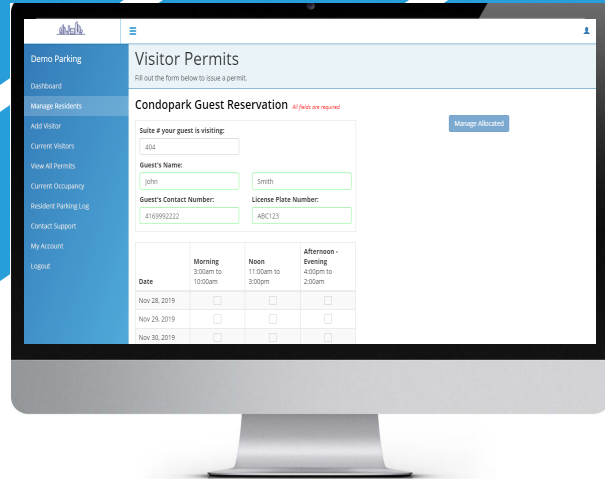 Demo Parking
Dashboard
Manage Residents
Add Visitor
Current Visitors
View All Permits
Current Occupancy
Resident Parking Log
Contact Support
My Account
Logout
Visitor Permits
Fill out the form below to issue a permit.
Condopark Guest Reservation All fields are required
Manage Allocated
Suite # your guest is visiting:
404
Guest's Name:
John Smith
Guest's Contact Number: License Plate Number:
4169992222 ABC123
Date
Morning
3:00am to
10:00am
Noon
11:00am to
3:00pm
Afternoon -
Evening
4:00pm to
2:00am
Nov 28, 2019
Nov 29, 2019
Nov 30, 2019